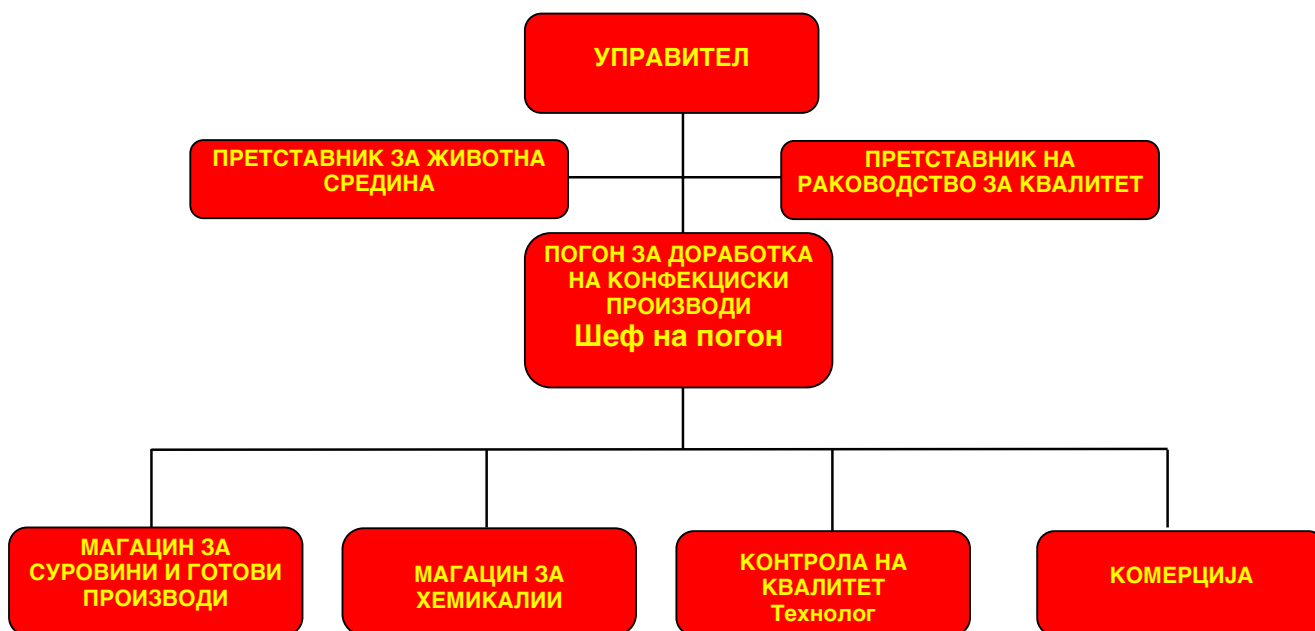 УПРАВИТЕЛ
ПРЕТСТАВНИК ЗА ЖИВОТНА
СРЕДИНА
ПРЕТСТАВНИК НА
РАКОВОДСТВО ЗА КВАЛИТЕТ
ПОГОН ЗА ДОРАБОТКА
НА КОНФЕКЦИСКИ
ПРОИЗВОДИ
Шеф на погон
МАГАЦИН ЗА
СУРОВИНИ И ГОТОВИ
ПРОИЗВОДИ
МАГАЦИН ЗА
ХЕМИКАЛИИ
КОНТРОЛА НА
КВАЛИТЕТ
Технолог
КОМЕРЦИЈА